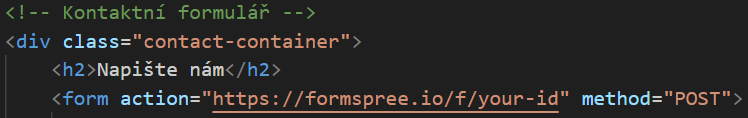 <!-- Kontaktní formulář -->
<div class="contact-container">
<h2>Napište nám</h2>
<form action="https://formspree.io/f/your-id" method="POST">